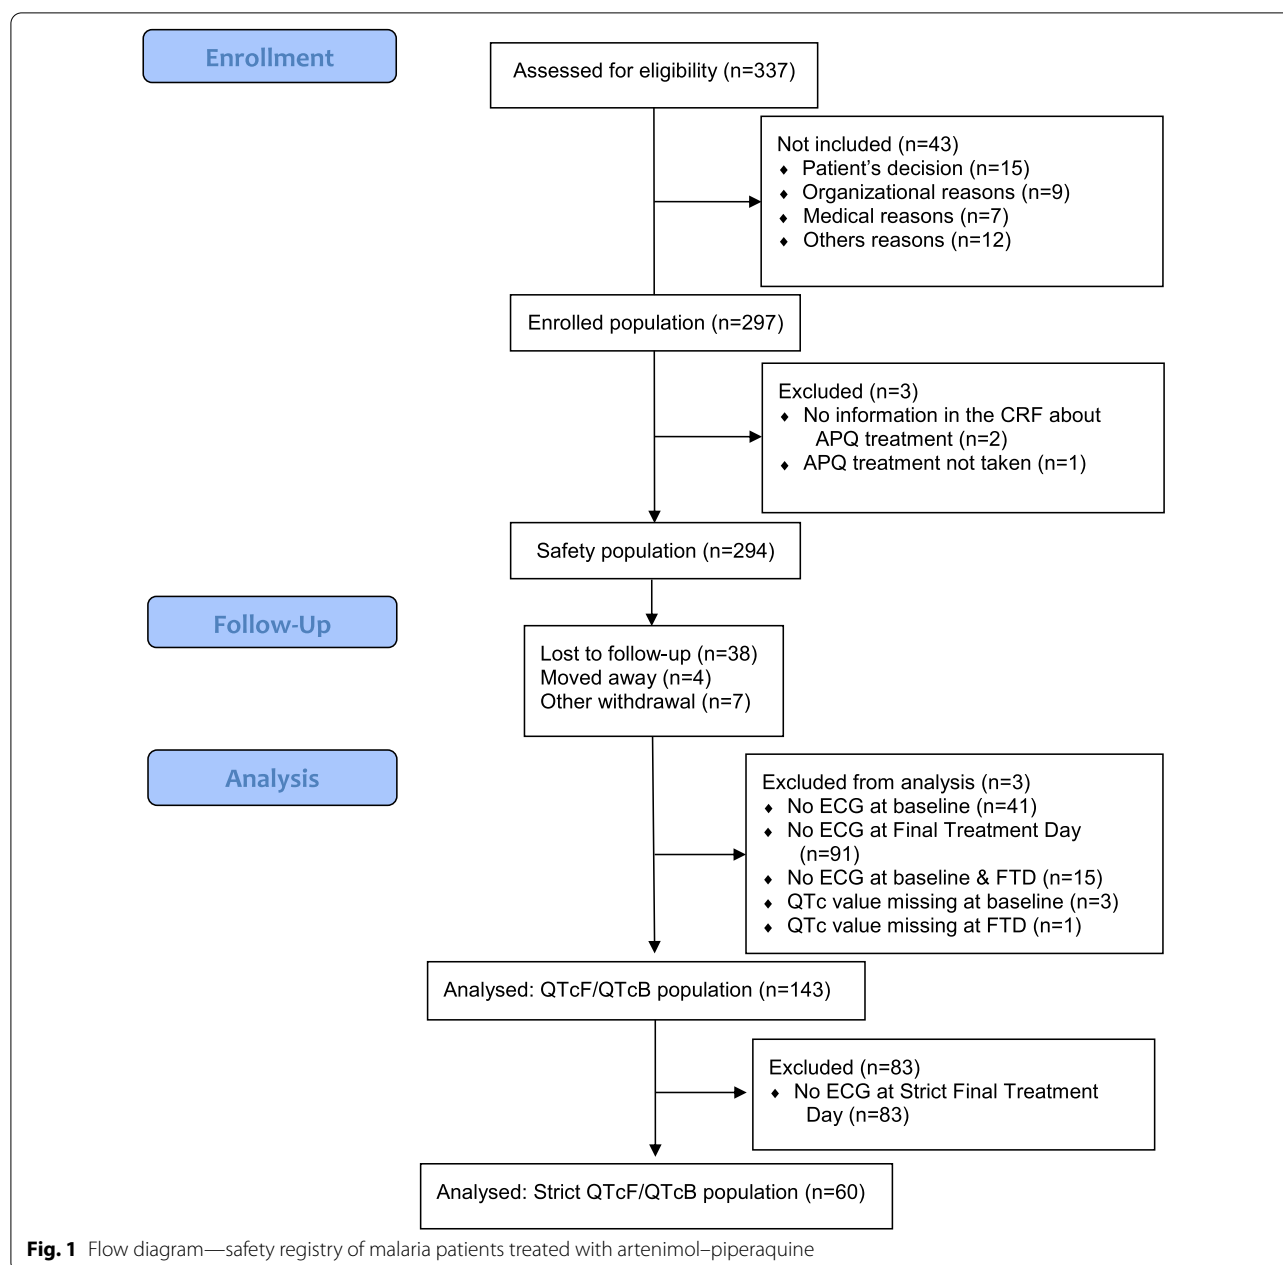 Enrollment
Assessed for eligibility (n=337)
Not included (n=43)
♦ Patient's decision (n=15)
♦ Organizational reasons (n=9)
♦ Medical reasons (n=7)
♦ Others reasons (n=12)
Enrolled population (n=297)
Excluded (n=3)
♦ No information in the CRF about
APQ treatment (n=2)
♦ APQ treatment not taken (n=1)
Safety population (n=294)
Follow-Up
Lost to follow-up (n=38)
Moved away (n=4)
Other withdrawal (n=7)
Analysis
Excluded from analysis (n=3)
♦ No ECG at baseline (n=41)
♦ No ECG at Final Treatment Day
(n=91)
♦ No ECG at baseline & FTD (n=15)
♦ QTc value missing at baseline (n=3)
♦ QTc value missing at FTD (n=1)
Analysed: QTcF/QTcB population (n=143)
Excluded (n=83)
♦ No ECG at Strict Final Treatment
Day (n=83)
Analysed: Strict QTcF/QTcB population (n=60)
Fig. 1 Flow diagram—safety registry of malaria patients treated with artenimol–piperaquine